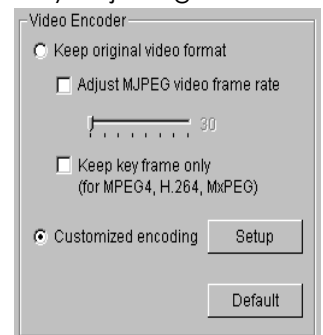 Video Encoder
Keep original video format
Adjust MJPEG video frame rate
30
Keep key frame only
(for MPEG4, H.264, MxPEG)
Customized encoding Setup
Default